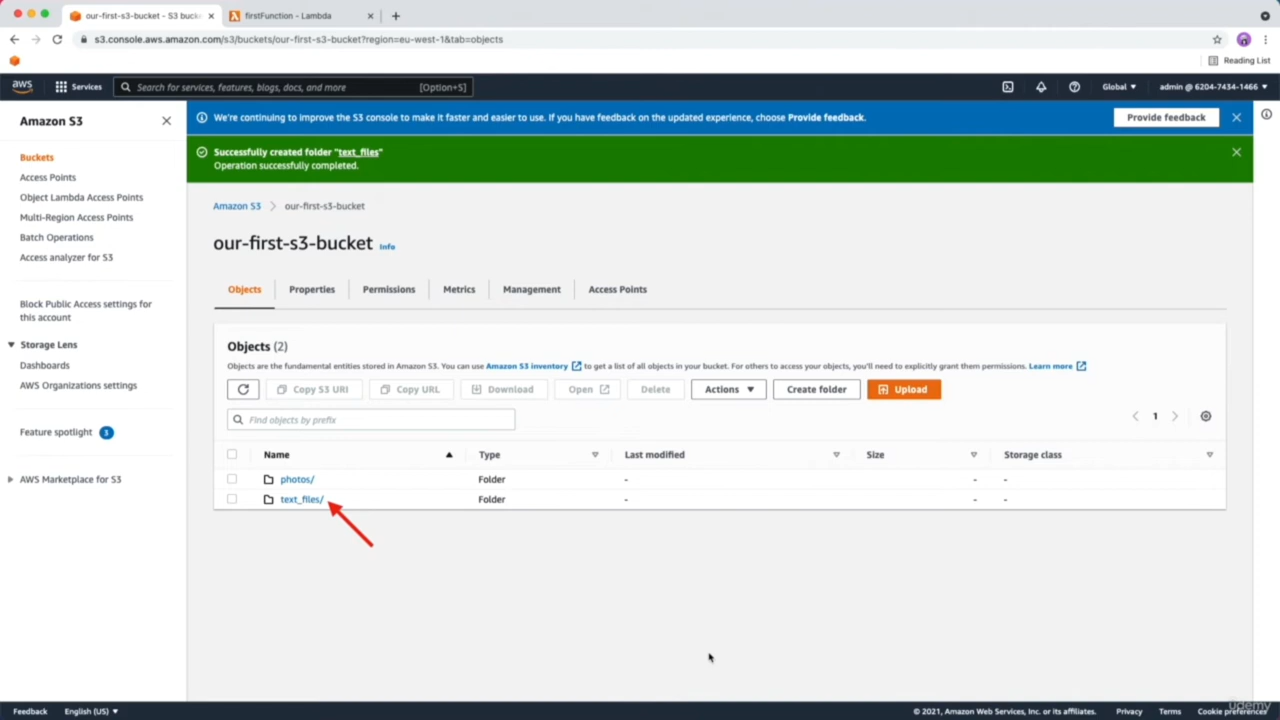 our-first-s3-bucket - S3 bucke
firstFunction - Lambda
s3.console.aws.amazon.com/s3/buckets/our-first-s3-bucket?region=eu-west-1&tab=objects
Reading List
aws
Services
Search for services, features, blogs, docs, and more
[Option+S]
Global
admin @ 6204-7434-1466
Amazon S3
Buckets
Access Points
Object Lambda Access Points
Multi-Region Access Points
Batch Operations
Access analyzer for S3
Block Public Access settings for
this account
Storage Lens
Dashboards
AWS Organizations settings
Feature spotlight 3
AWS Marketplace for S3
We're continuing to improve the S3 console to make it faster and easier to use. If you have feedback on the updated experience, choose Provide feedback.
Provide feedback
Successfully created folder "text_files"
Operation successfully completed.
Amazon S3 > our-first-s3-bucket
our-first-s3-bucket Info
Objects
Properties
Permissions
Metrics
Management
Access Points
Objects (2)
Objects are the fundamental entities stored in Amazon S3. You can use Amazon S3 inventory to get a list of all objects in your bucket. For others to access your objects, you'll need to explicitly grant them permissions. Learn more
Copy S3 URI
Copy URL
Download
Open
Delete
Actions
Create folder
Upload
Find objects by prefix
1
Name
Type
Last modified
Size
Storage class
photos/ Folder - - -
text_files/ Folder - - -
Feedback
English (US)
© 2021, Amazon Web Services, Inc. or its affiliates.
Privacy
Terms
Cookie preferences
udemy